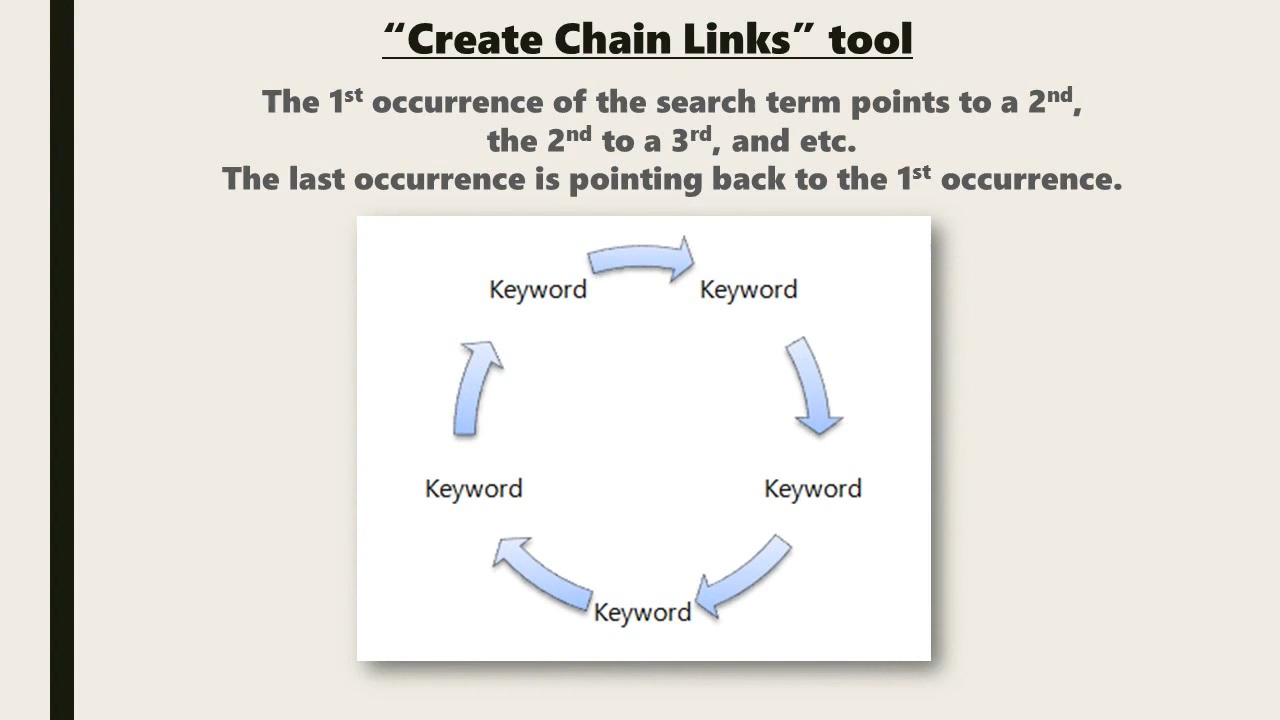 “Create Chain Links” tool
The 1st occurrence of the search term points to a 2nd,
the 2nd to a 3rd, and etc.
The last occurrence is pointing back to the 1st occurrence.
Keyword Keyword
Keyword Keyword
Keyword